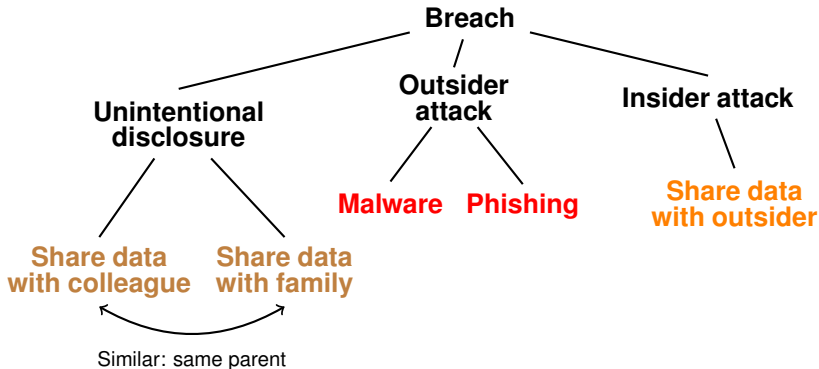 Breach
Unintentional
disclosure
Outsider
attack
Insider attack
Malware
Phishing
Share data
with outsider
Share data
with colleague
Share data
with family
Similar: same parent